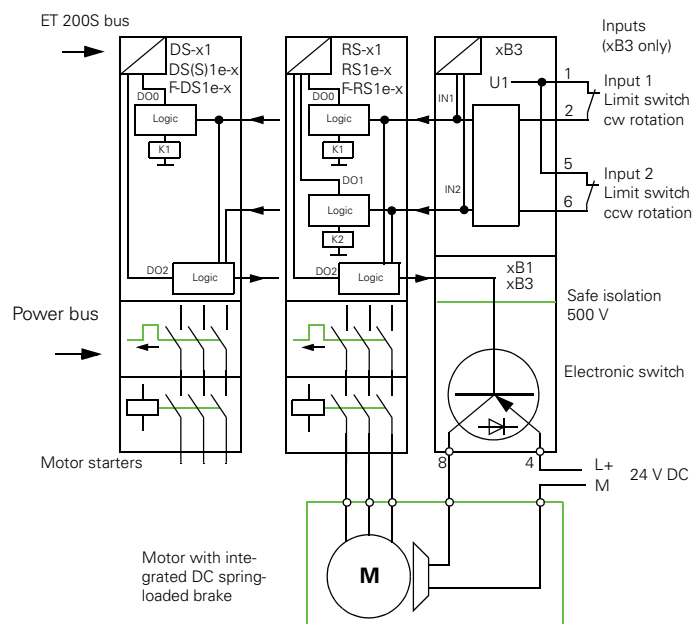 ET 200S bus
DS-x1
DS(S)1e-x
F-DS1e-x
RS-x1
RS1e-x
F-RS1e-x
xB3
Inputs
(xB3 only)
U1
1
Input 1
Limit switch
cw rotation
2
DO0
DO0
IN1
Logic
Logic
K1
K1
5
Input 2
Limit switch
ccw rotation
6
DO1
IN2
Logic
K2
DO2
Logic
DO2
Logic
xB1
xB3
Safe isolation
500 V
Power bus
Electronic switch
Motor starters
8
4
L+
M
24 V DC
Motor with inte-
grated DC spring-
loaded brake
M